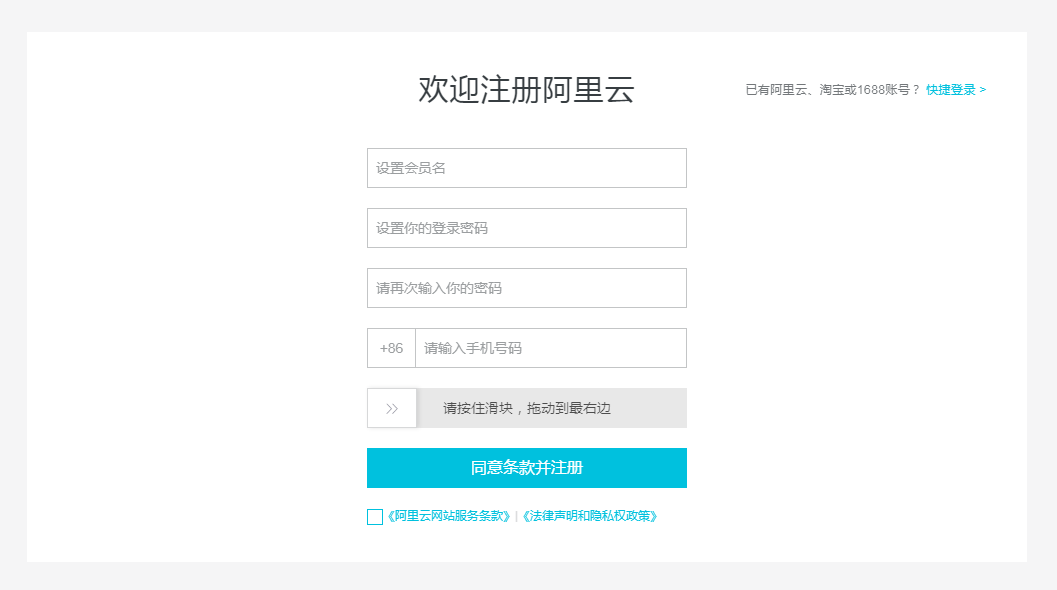 欢迎注册阿里云
已有阿里云、淘宝或1688账号？ 快捷登录 >
设置会员名
设置你的登录密码
请再次输入你的密码
+86 请输入手机号码
请按住滑块，拖动到最右边
同意条款并注册
《阿里云网站服务条款》 | 《法律声明和隐私权政策》